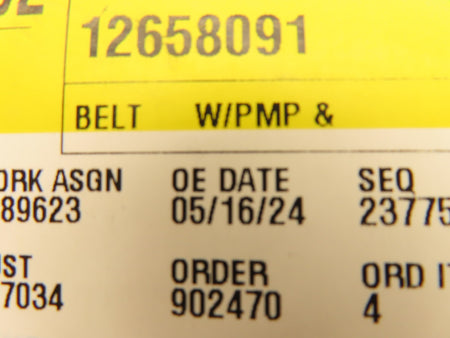 12658091
BELT W/PMP &
ORK ASGN OE DATE SEQ
89623 05/16/24 23775
UST ORDER ORD I
7034 902470 4